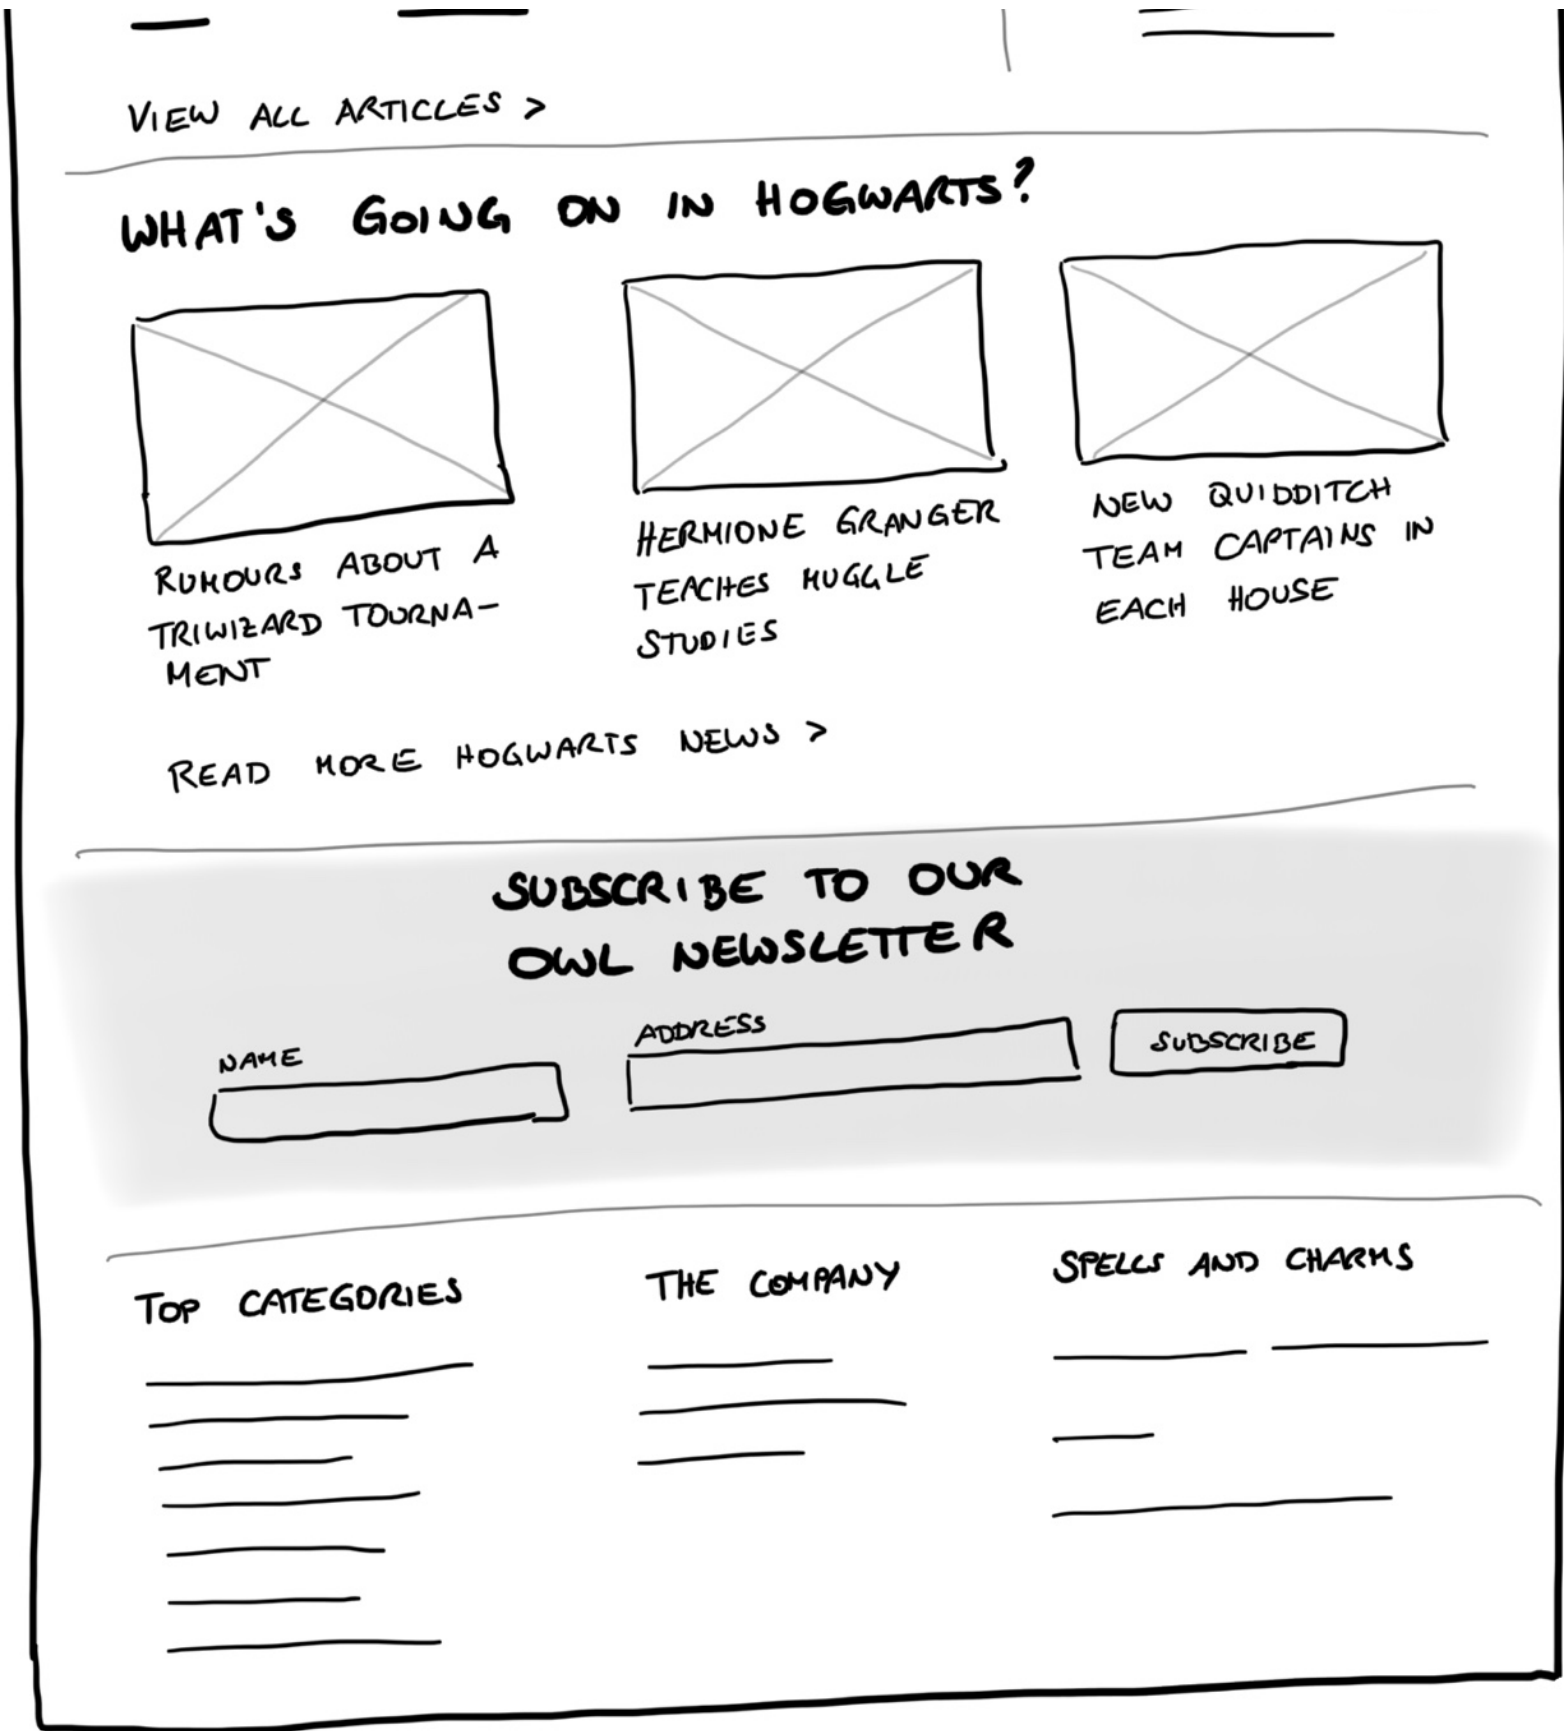 VIEW ALL ARTICLES >
WHAT'S GOING ON IN HOGWARTS?
RUMOURS ABOUT A
TRIWIZARD TOURNA-
MENT
HERMIONE GRANGER
TEACHES MUGGLE
STUDIES
NEW QUIDDITCH
TEAM CAPTAINS IN
EACH HOUSE
READ MORE HOGWARTS NEWS >
SUBSCRIBE TO OUR
OWL NEWSLETTER
NAME
ADDRESS
SUBSCRIBE
TOP CATEGORIES
THE COMPANY
SPELLS AND CHARMS